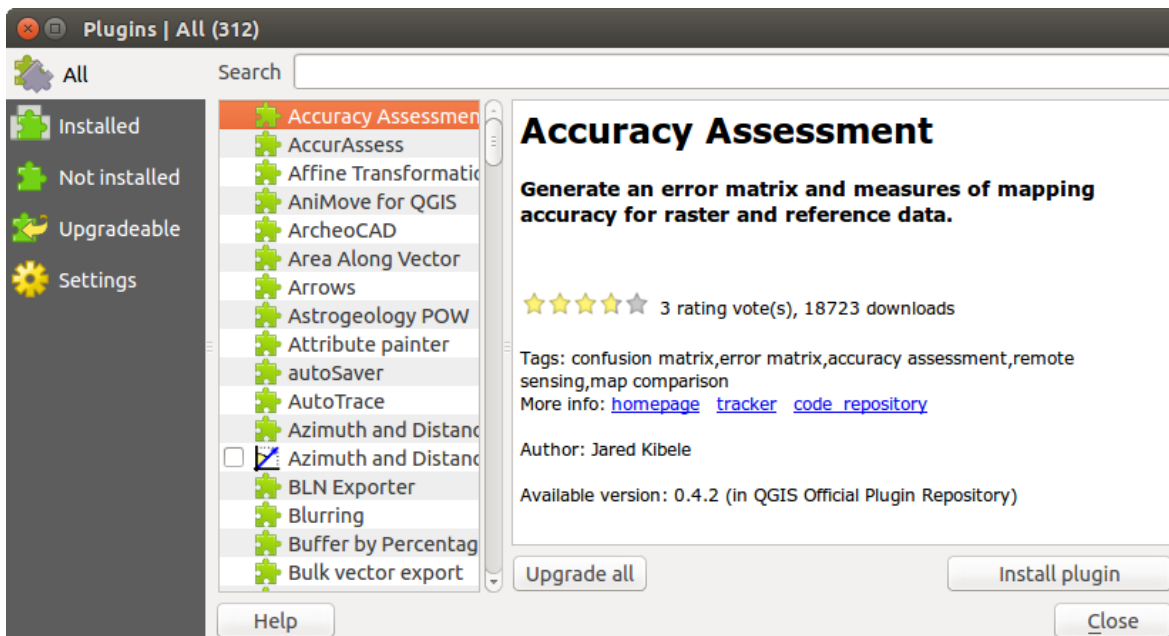 Plugins | All (312)
All
Installed
Not installed
Upgradeable
Settings
Search
Accuracy Assessmen
AccurAssess
Affine Transformatic
AniMove for QGIS
ArcheoCAD
Area Along Vector
Arrows
Astrogeology POW
Attribute painter
autoSaver
AutoTrace
Azimuth and Distanc
Azimuth and Distanc
BLN Exporter
Blurring
Buffer by Percentag
Bulk vector export
Accuracy Assessment
Generate an error matrix and measures of mapping
accuracy for raster and reference data.
3 rating vote(s), 18723 downloads
Tags: confusion matrix,error matrix,accuracy assessment,remote
sensing,map comparison
More info: homepage tracker code_repository
Author: Jared Kibele
Available version: 0.4.2 (in QGIS Official Plugin Repository)
Upgrade all
Install plugin
Help
Close